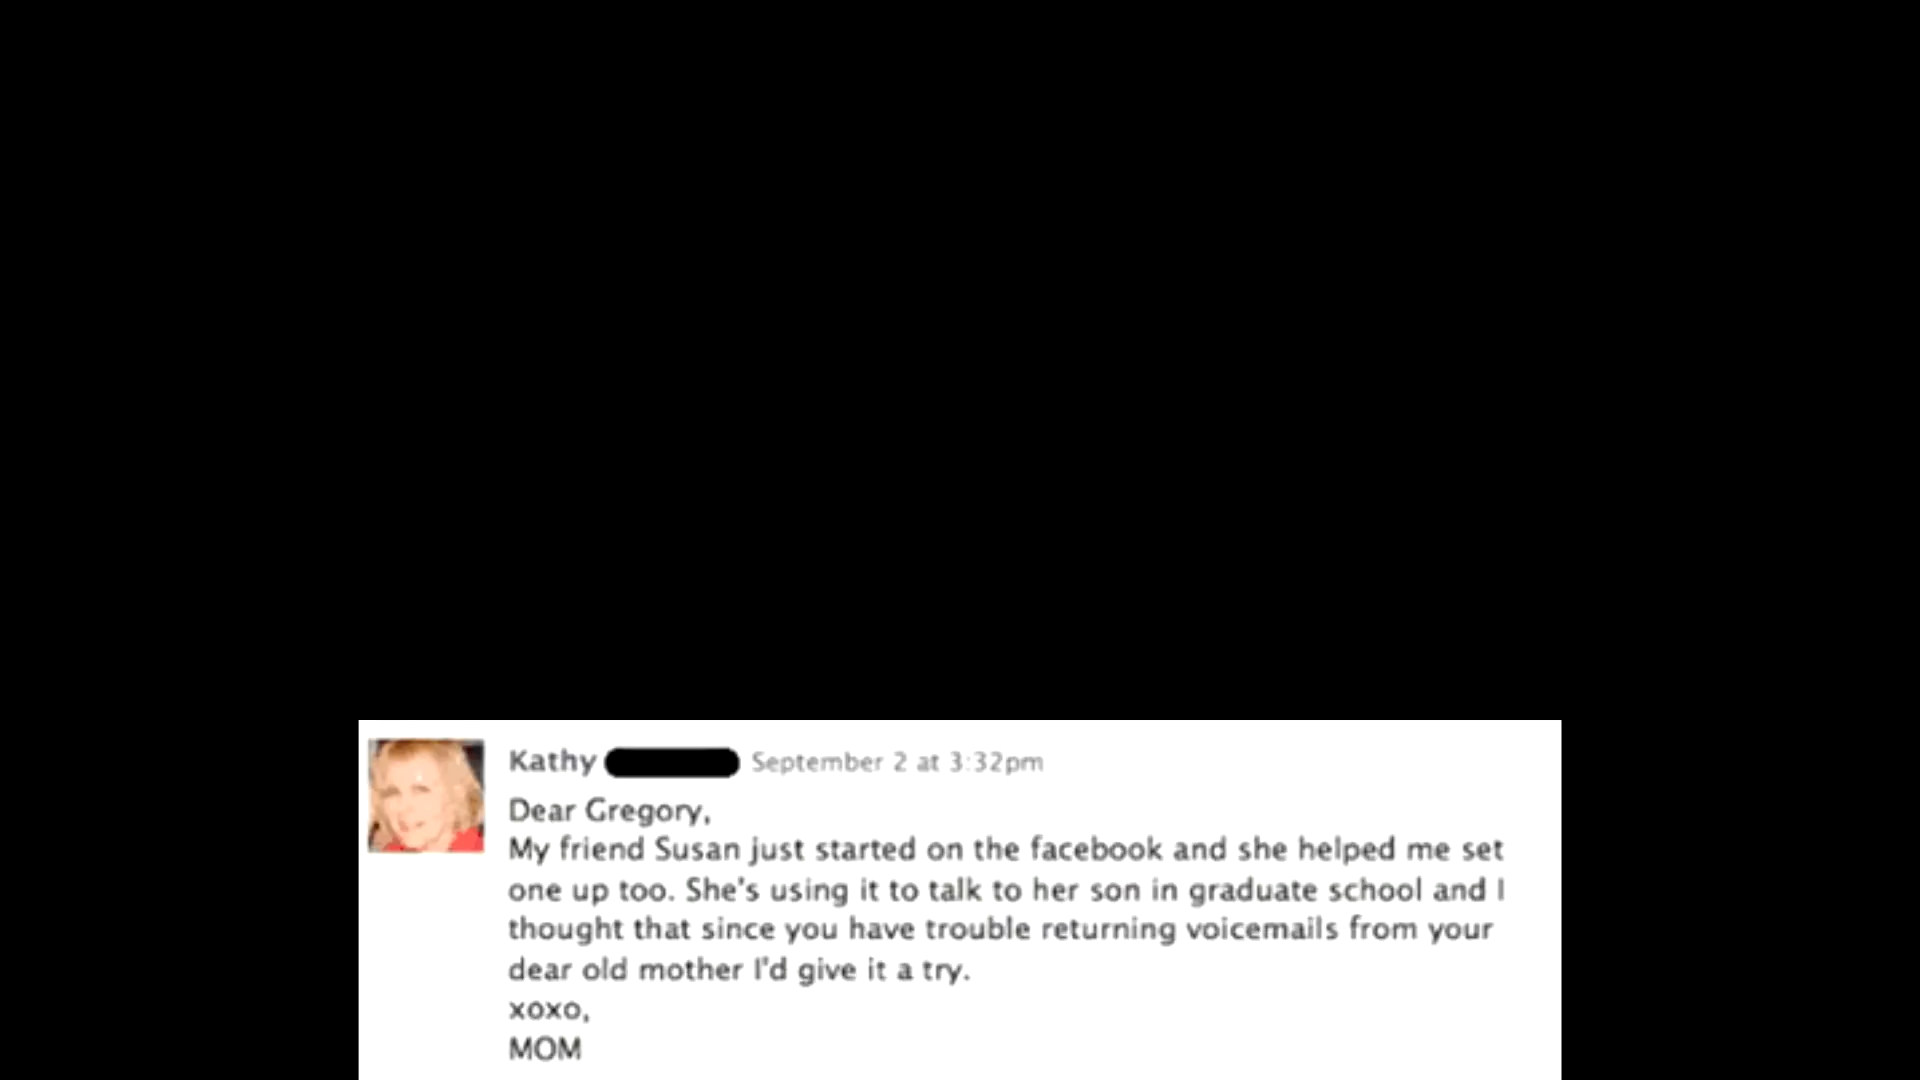 Kathy September 2 at 3:32pm
Dear Gregory,
My friend Susan just started on the facebook and she helped me set
one up too. She's using it to talk to her son in graduate school and I
thought that since you have trouble returning voicemails from your
dear old mother I'd give it a try.
xoxo,
MOM